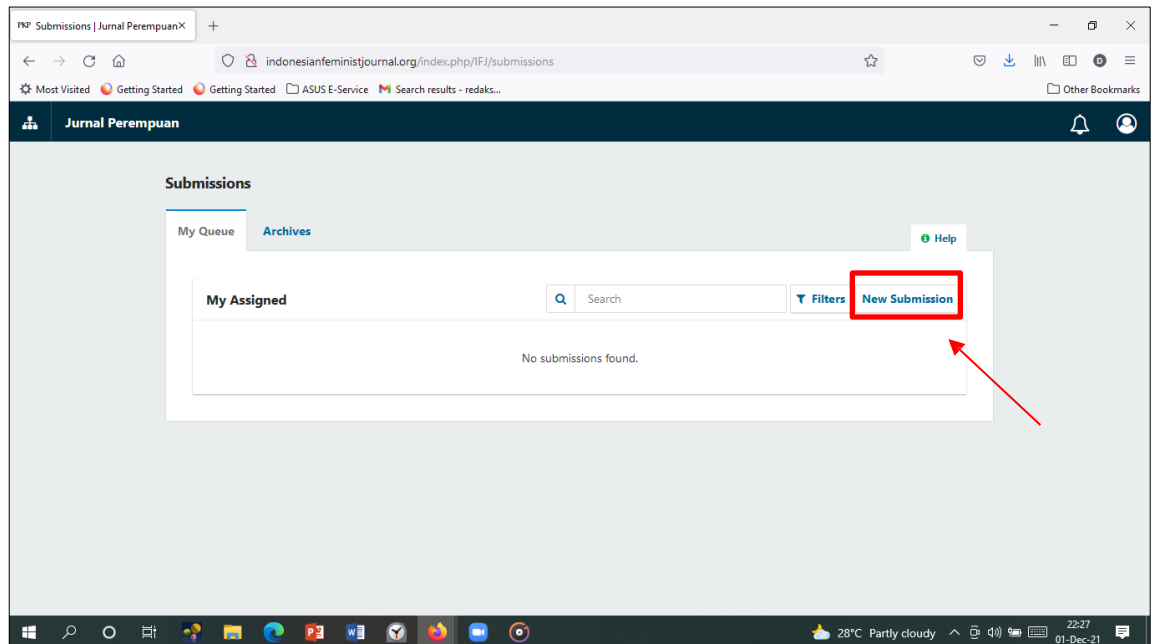 PKP Submissions | Jurnal Perempuan
indonesianfeministjournal.org/index.php/IFJ/submissions
Most Visited Getting Started Getting Started ASUS E-Service Search results - redaks... Other Bookmarks
Jurnal Perempuan
Submissions
My Queue Archives
Help
My Assigned Search Filters New Submission
No submissions found.
28°C Partly cloudy 22:27
01-Dec-21